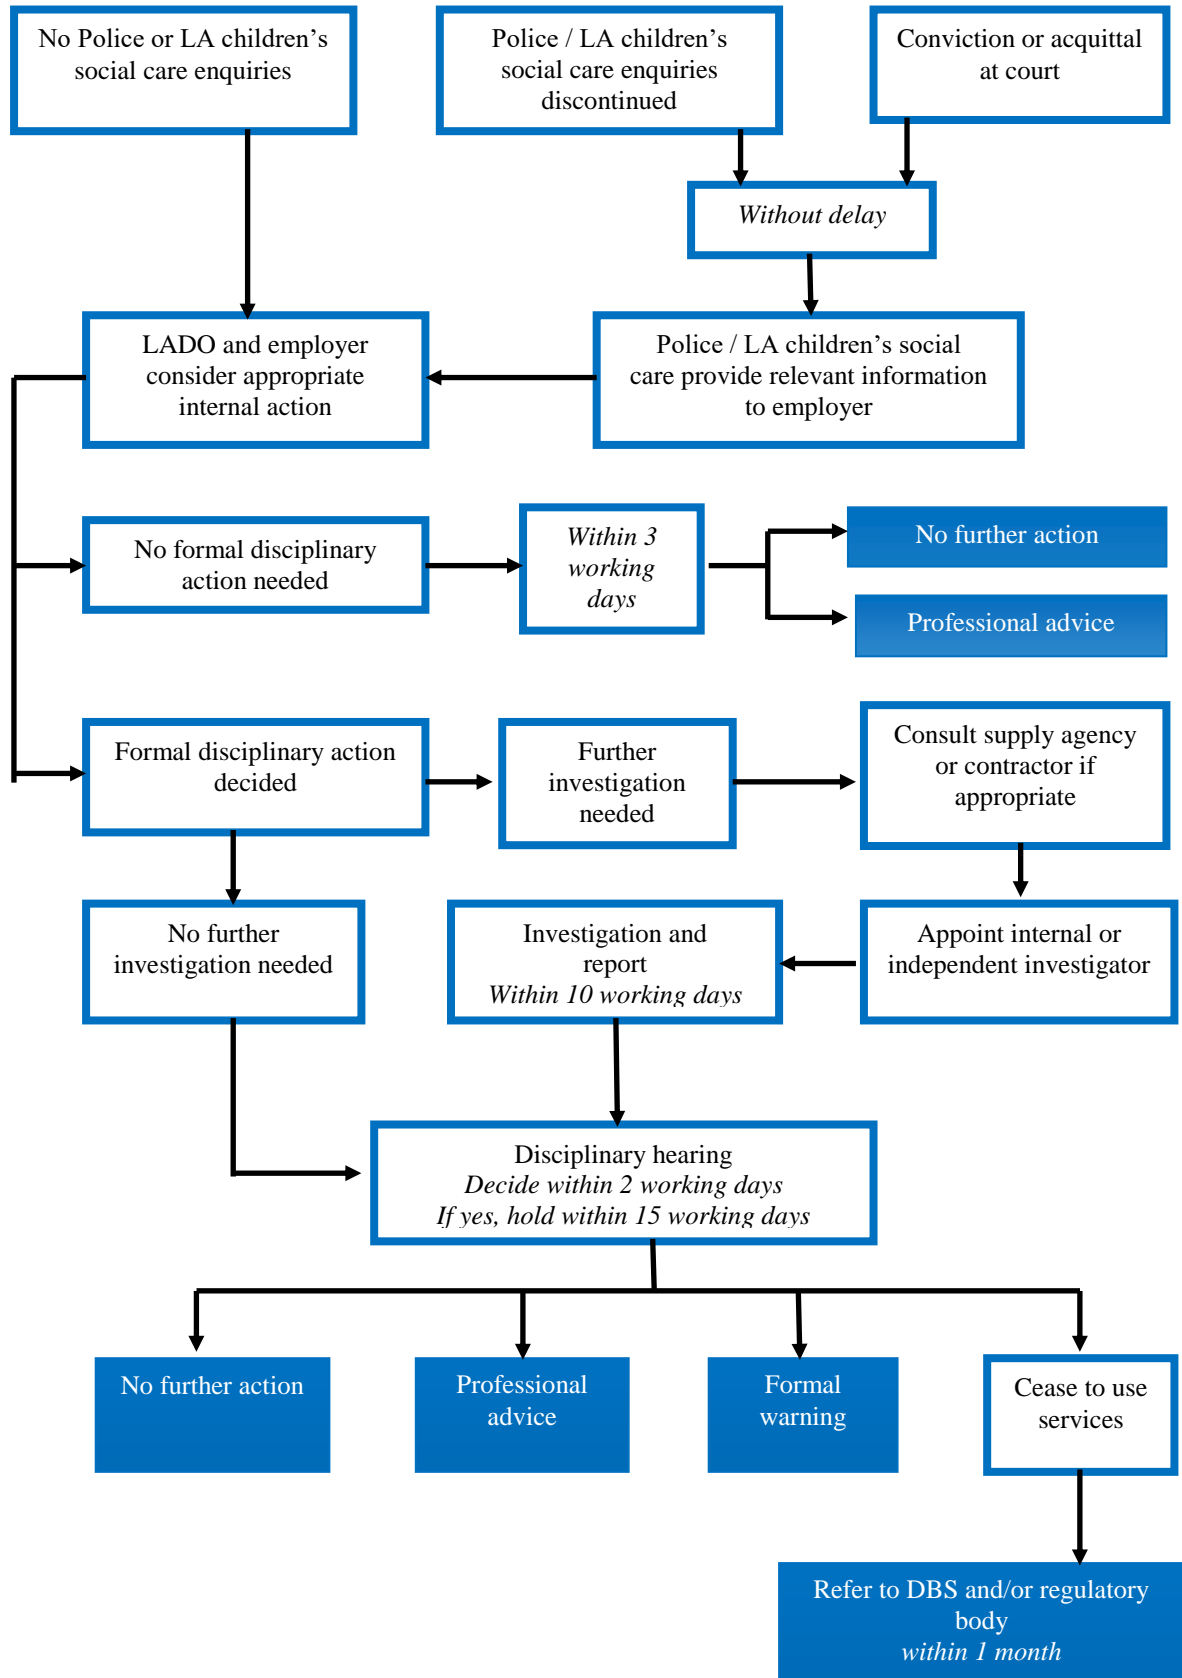 No Police or LA children’s
social care enquiries
Police / LA children’s
social care enquiries
discontinued
Conviction or acquittal
at court
Without delay
LADO and employer
consider appropriate
internal action
Police / LA children’s social
care provide relevant information
to employer
No formal disciplinary
action needed
Within 3
working
days
No further action
Professional advice
Formal disciplinary action
decided
Further
investigation
needed
Consult supply agency
or contractor if
appropriate
No further
investigation needed
Investigation and
report
Within 10 working days
Appoint internal or
independent investigator
Disciplinary hearing
Decide within 2 working days
If yes, hold within 15 working days
No further action
Professional
advice
Formal
warning
Cease to use
services
Refer to DBS and/or regulatory
body
within 1 month